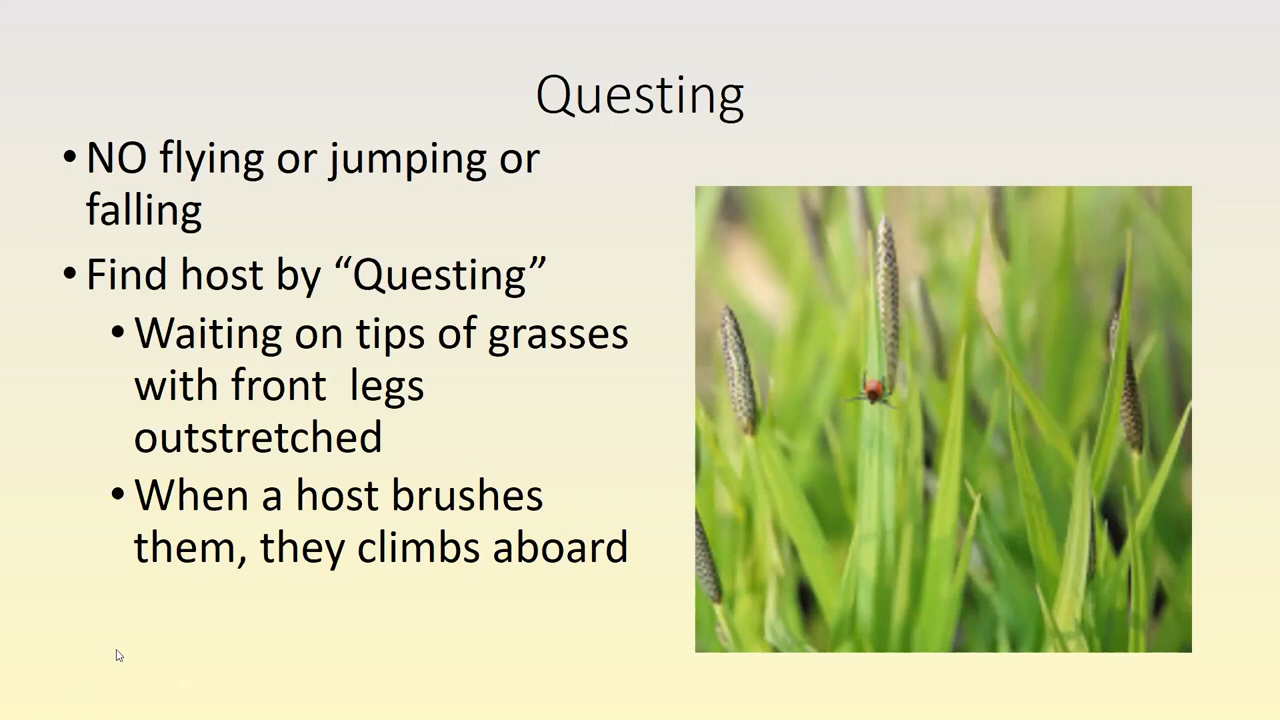 Questing
• NO flying or jumping or
falling
• Find host by “Questing”
• Waiting on tips of grasses
with front  legs
outstretched
• When a host brushes
them, they climbs aboard